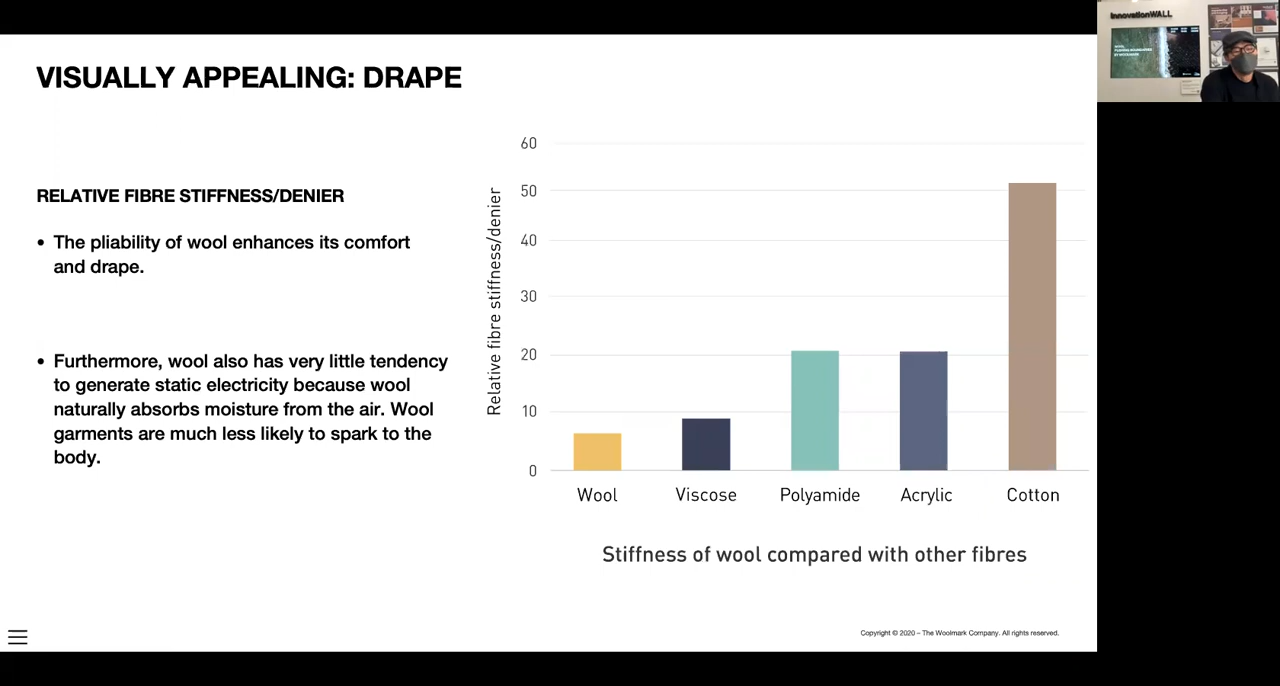 InnovationWALL
VISUALLY APPEALING: DRAPE
RELATIVE FIBRE STIFFNESS/DENIER
• The pliability of wool enhances its comfort
and drape.
• Furthermore, wool also has very little tendency
to generate static electricity because wool
naturally absorbs moisture from the air. Wool
garments are much less likely to spark to the
body.
Relative fibre stiffness/denier
60
50
40
30
20
10
0
Wool Viscose Polyamide Acrylic Cotton
Stiffness of wool compared with other fibres
Copyright © 2020 – The Woolmark Company. All rights reserved.